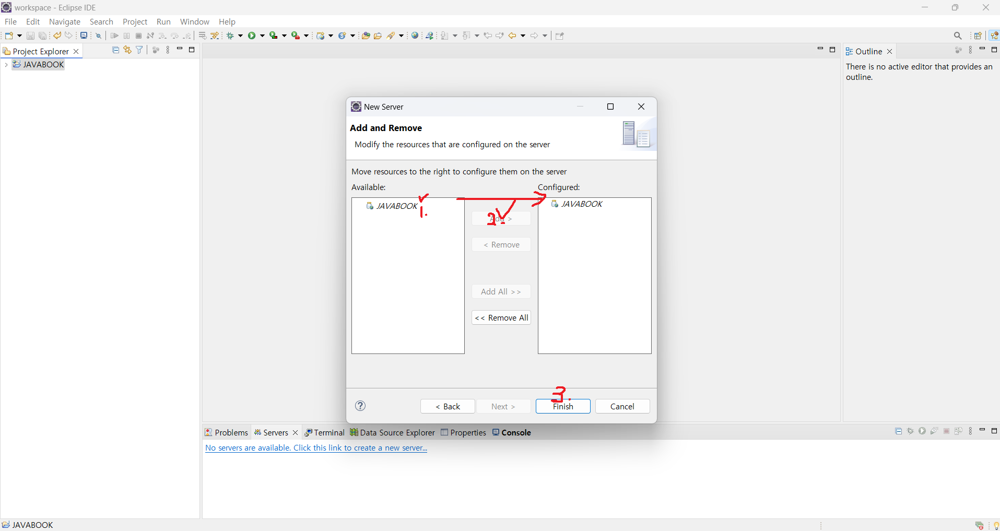 workspace - Eclipse IDE
File Edit Navigate Search Project Run Window Help
Project Explorer
JAVABOOK
Outline
There is no active editor that provides an
outline.
New Server
Add and Remove
Modify the resources that are configured on the server
Move resources to the right to configure them on the server
Available:
Configured:
JAVABOOK
1.
JAVABOOK
2.
Add >
< Remove
Add All >>
<< Remove All
3.
< Back
Next >
Finish
Cancel
Problems Servers Terminal Data Source Explorer Properties Console
No servers are available. Click this link to create a new server...
JAVABOOK